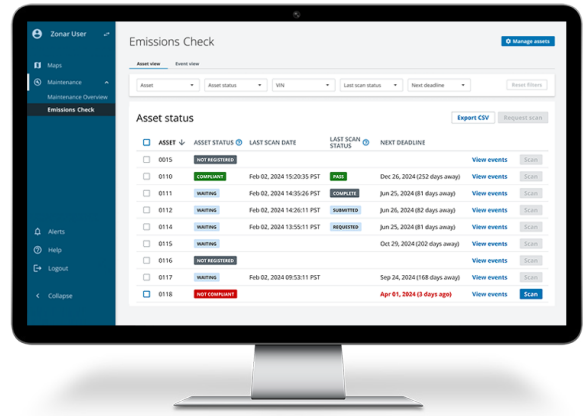 Zonar User
Maps
Maintenance
Maintenance Overview
Emissions Check
Alerts
Help
Logout
Collapse
Emissions Check
Manage assets
Asset view Event view
Asset Asset status VIN Last scan status Next deadline Reset filters
Asset status
Export CSV Request scan
ASSET ASSET STATUS LAST SCAN DATE LAST SCAN STATUS NEXT DEADLINE
0015 NOT REGISTERED View events Scan
0110 COMPLIANT Feb 02, 2024 15:20:35 PST PASS Dec 26, 2024 (252 days away) View events Scan
0111 WAITING Feb 02, 2024 14:35:26 PST COMPLETE Jun 25, 2024 (81 days away) View events Scan
0112 WAITING Feb 02, 2024 14:26:11 PST SUBMITTED Jun 26, 2024 (82 days away) View events Scan
0114 WAITING Feb 02, 2024 13:55:11 PST REQUESTED Jun 25, 2024 (81 days away) View events Scan
0115 WAITING Oct 29, 2024 (202 days away) View events Scan
0116 NOT REGISTERED View events Scan
0117 WAITING Feb 02, 2024 09:53:11 PST Sep 24, 2024 (168 days away) View events Scan
0118 NOT COMPLIANT Apr 01, 2024 (3 days ago) View events Scan